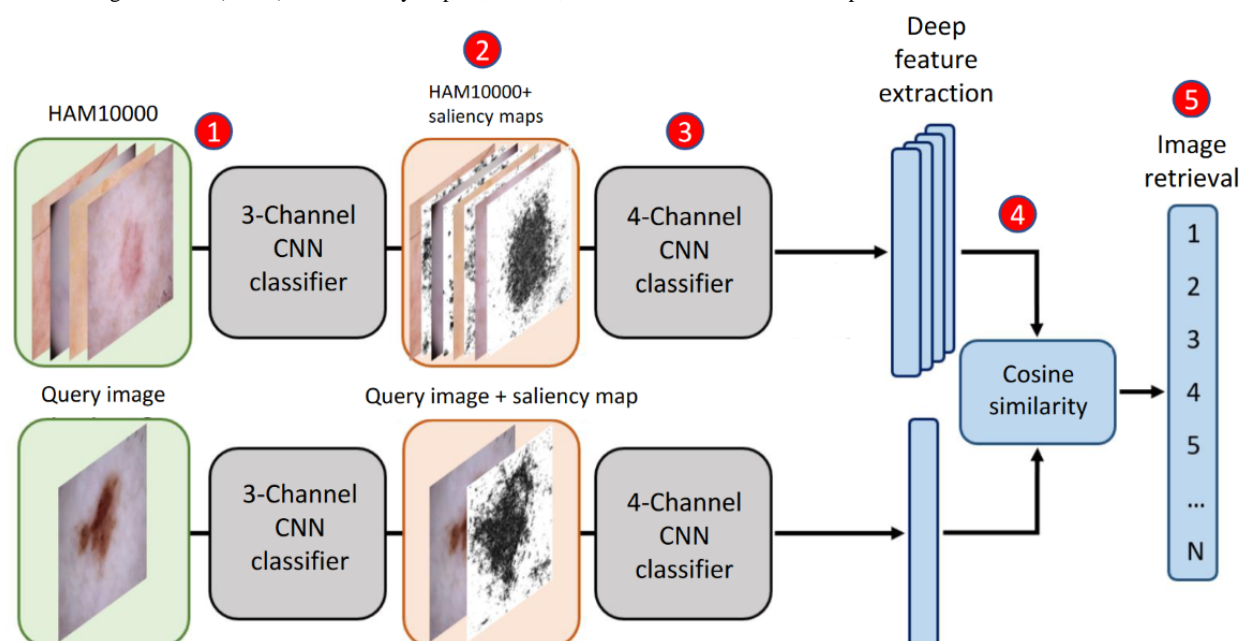 Deep
feature
extraction
2
5
HAM10000
1
HAM10000+
saliency maps
3
Image
retrieval
3-Channel
CNN
classifier
4-Channel
CNN
classifier
4
1
2
3
4
5
...
N
Cosine
similarity
Query image
Query image + saliency map
3-Channel
CNN
classifier
4-Channel
CNN
classifier